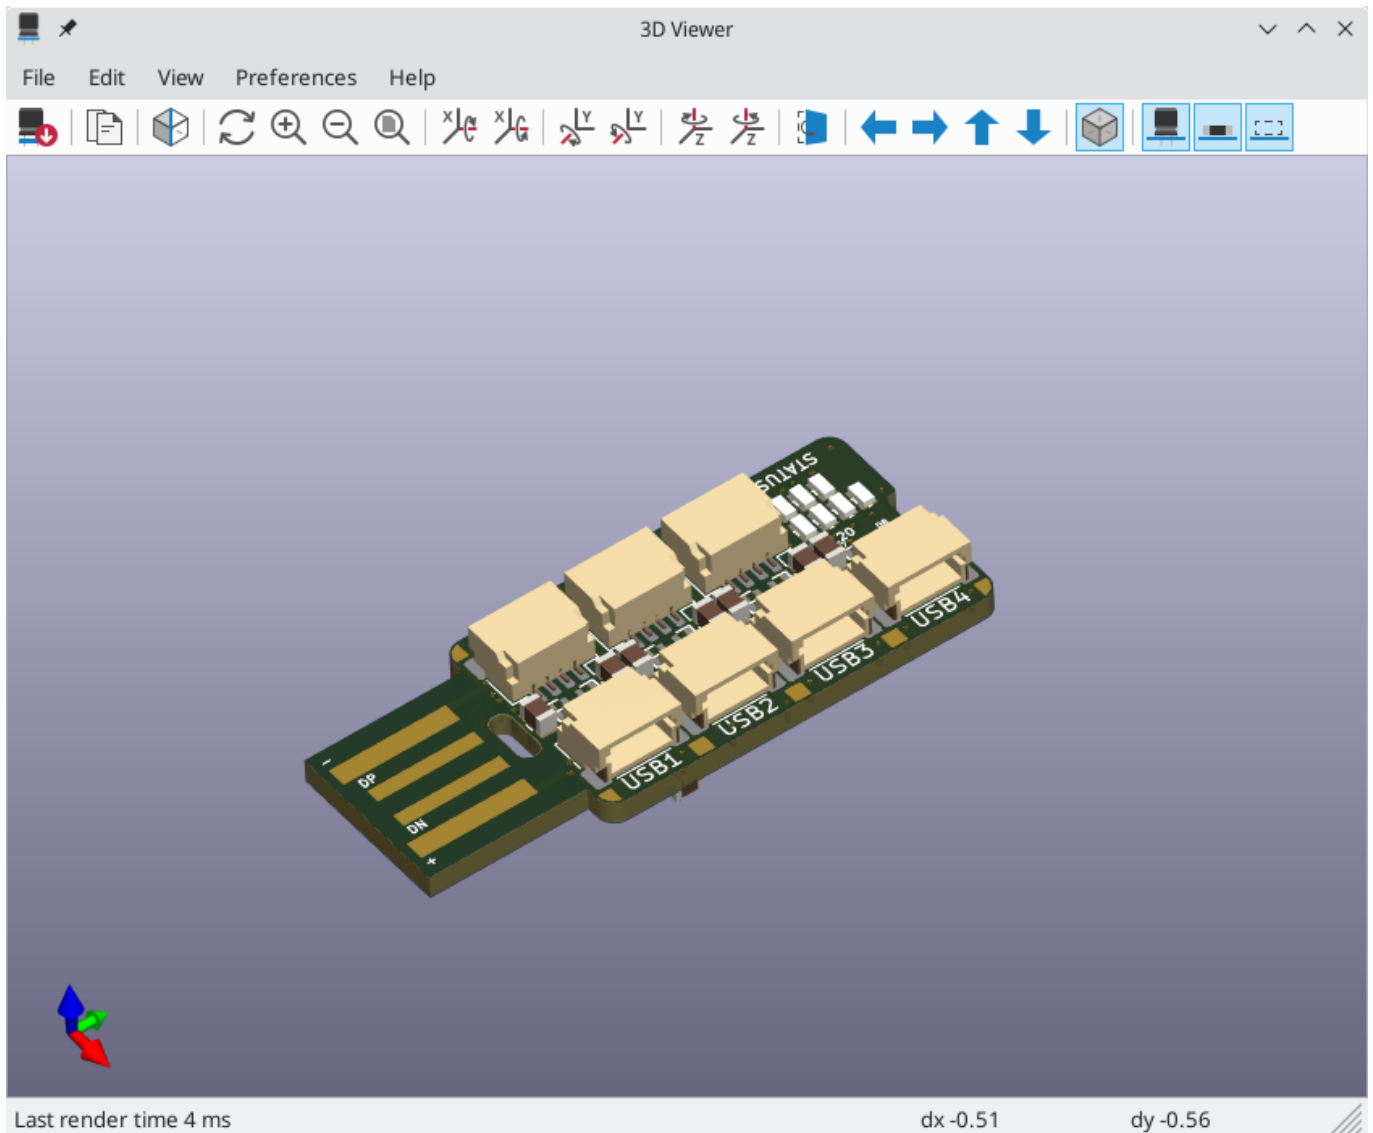 3D Viewer
File Edit View Preferences Help
X X Y Y Z Z
STATUS
20
USB4
USB3
USB2
USB1
-
DP
DN
+
Last render time 4 ms dx -0.51 dy -0.56